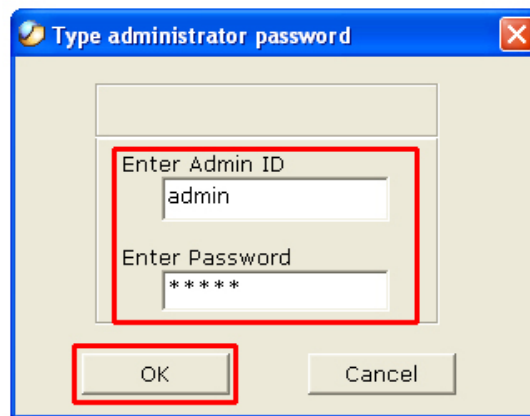 Type administrator password
Enter Admin ID
admin
Enter Password
*****
OK
Cancel